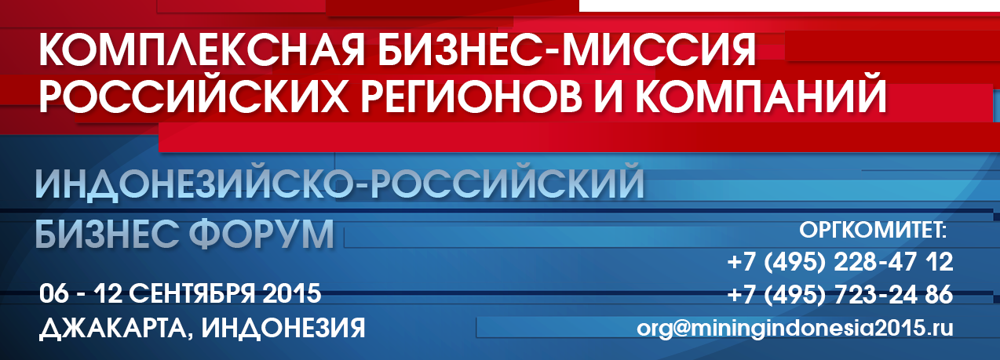 КОМПЛЕКСНАЯ БИЗНЕС-МИССИЯ
РОССИЙСКИХ РЕГИОНОВ И КОМПАНИЙ
ИНДОНЕЗИЙСКО-РОССИЙСКИЙ
БИЗНЕС ФОРУМ
06 - 12 СЕНТЯБРЯ 2015
ДЖАКАРТА, ИНДОНЕЗИЯ
ОРГКОМИТЕТ:
+7 (495) 228-47 12
+7 (495) 723-24 86
org@miningindonesia2015.ru